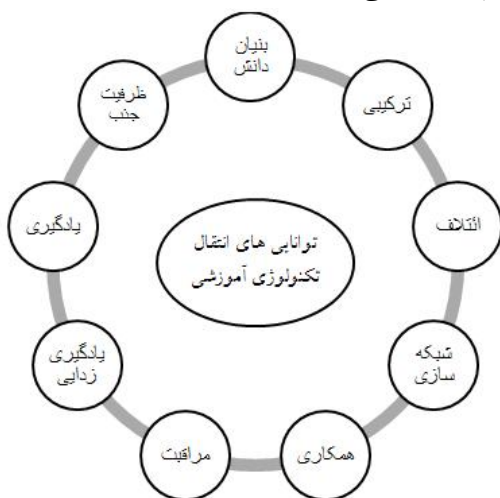 بنیان
دانش
ترکیبی
ائتلاف
شبکه
سازی
همکاری
مراقبت
یادگیری
زدایی
یادگیری
ظرفیت
جذب
توانایی های انتقال
تکنولوژی آموزشی